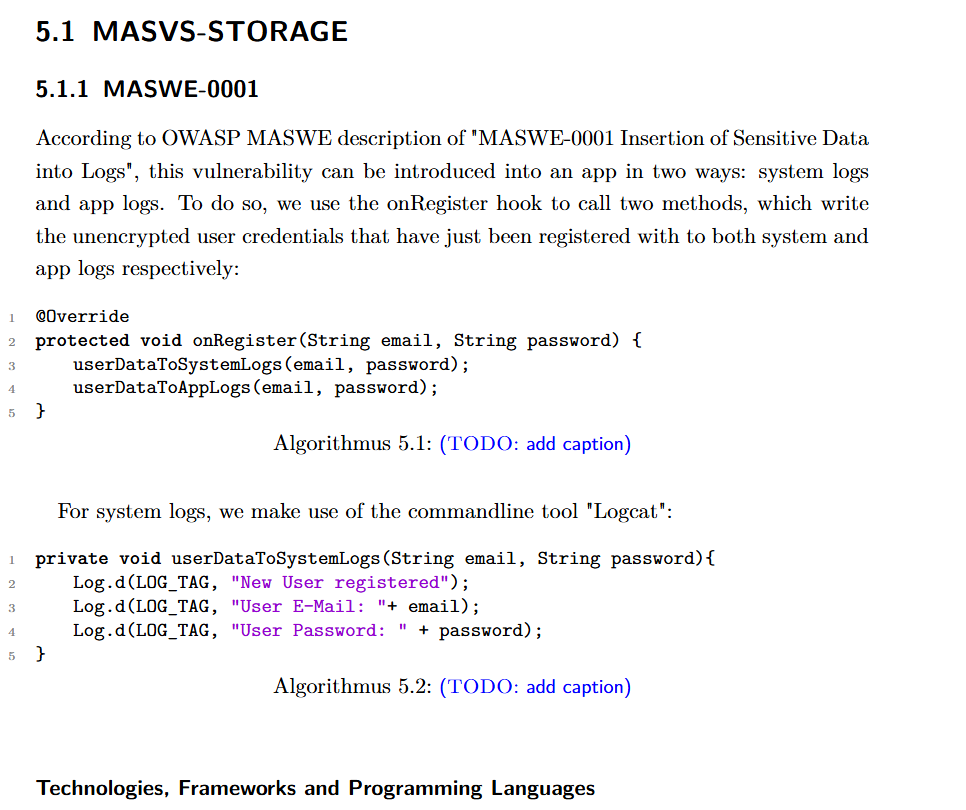 5.1 MASVS-STORAGE
5.1.1 MASWE-0001
According to OWASP MASWE description of "MASWE-0001 Insertion of Sensitive Data
into Logs", this vulnerability can be introduced into an app in two ways: system logs
and app logs. To do so, we use the onRegister hook to call two methods, which write
the unencrypted user credentials that have just been registered with to both system and
app logs respectively:
1 @Override
2 protected void onRegister(String email, String password) {
3 userDataToSystemLogs(email, password);
4 userDataToAppLogs(email, password);
5 }
Algorithmus 5.1: (TODO: add caption)
For system logs, we make use of the commandline tool "Logcat":
1 private void userDataToSystemLogs(String email, String password){
2 Log.d(LOG_TAG, "New User registered");
3 Log.d(LOG_TAG, "User E-Mail: "+ email);
4 Log.d(LOG_TAG, "User Password: " + password);
5 }
Algorithmus 5.2: (TODO: add caption)
Technologies, Frameworks and Programming Languages